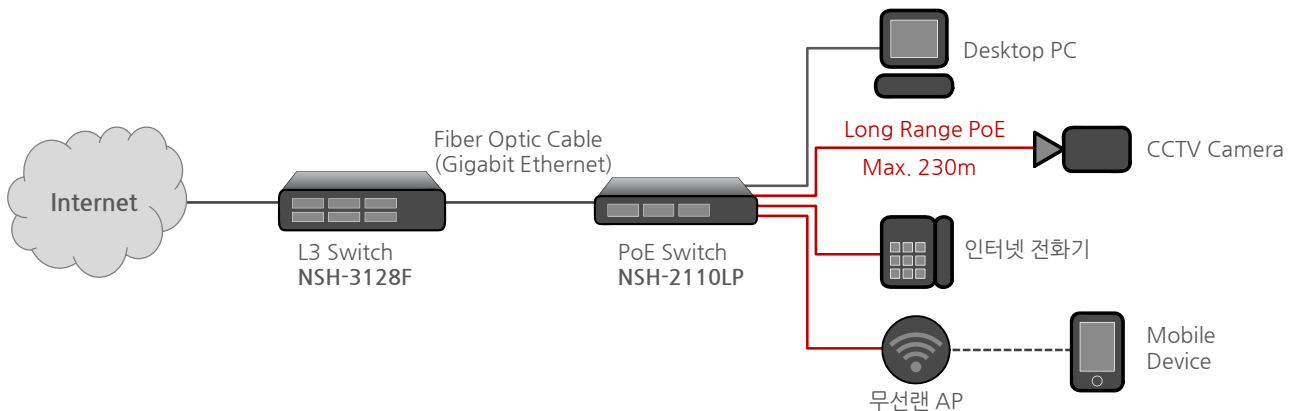 Internet
L3 Switch
NSH-3128F
Fiber Optic Cable
(Gigabit Ethernet)
PoE Switch
NSH-2110LP
Desktop PC
Long Range PoE
Max. 230m
CCTV Camera
인터넷 전화기
무선랜 AP
Mobile
Device